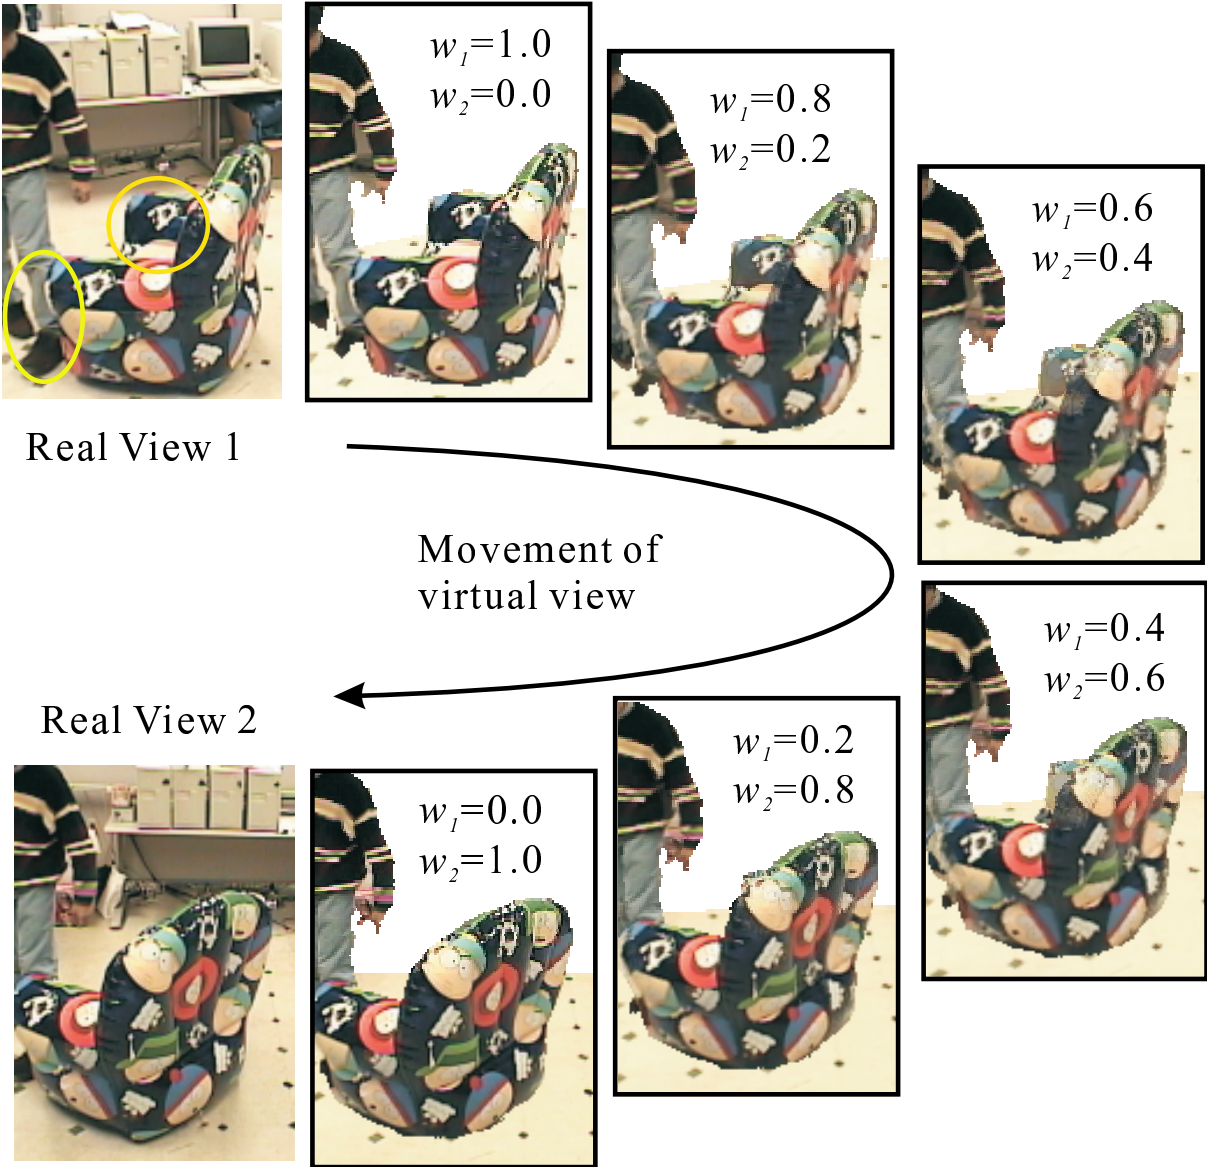 w₁=1.0
w₂=0.0
w₁=0.8
w₂=0.2
w₁=0.6
w₂=0.4
Real View 1
Movement of
virtual view
w₁=0.4
w₂=0.6
Real View 2
w₁=0.2
w₂=0.8
w₁=0.0
w₂=1.0